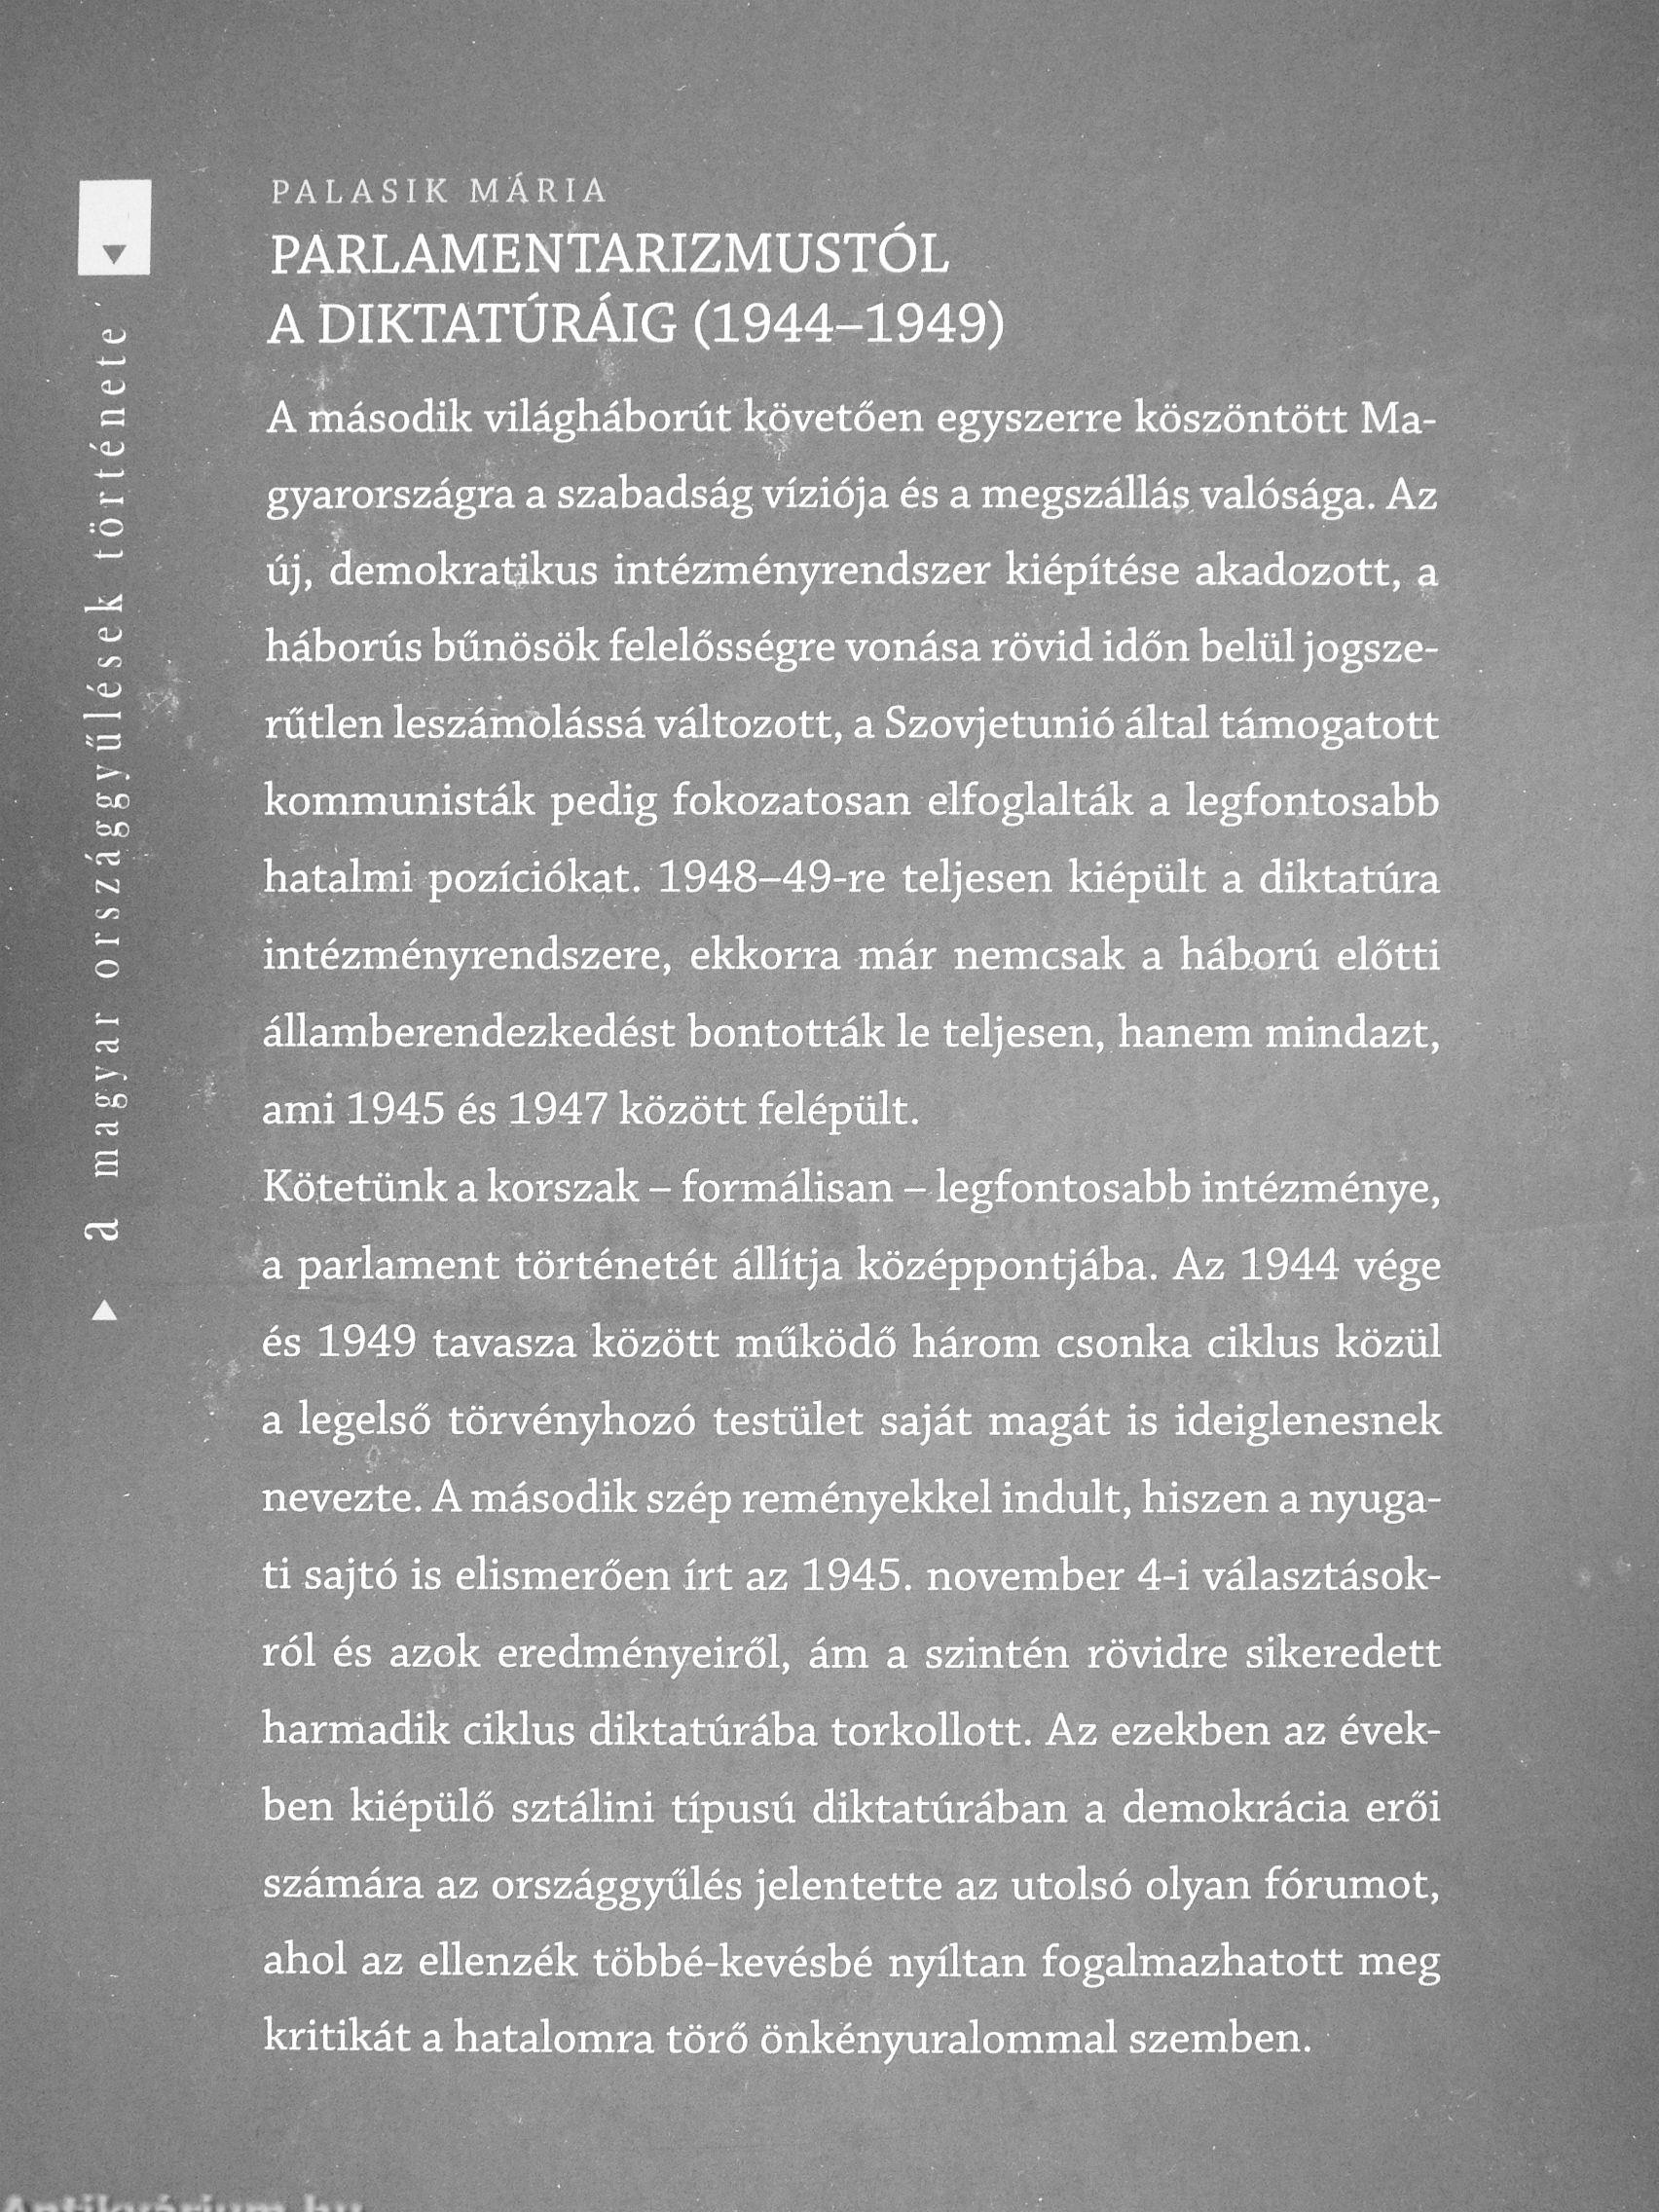 PALASIK MÁRIA
PARLAMENTARIZMUSTÓL
A DIKTATÚRÁIG (1944–1949)
A második világháborút követően egyszerre köszöntött Ma-
gyarországra a szabadság víziója és a megszállás valósága. Az
új, demokratikus intézményrendszer kiépítése akadozott, a
háborús bűnösök felelősségre vonása rövid időn belül jogsze-
rűtlen leszámolássá változott, a Szovjetunió által támogatott
kommunisták pedig fokozatosan elfoglalták a legfontosabb
hatalmi pozíciókat. 1948–49-re teljesen kiépült a diktatúra
intézményrendszere, ekkorra már nemcsak a háború előtti
államberendezkedést bontották le teljesen, hanem mindazt,
ami 1945 és 1947 között felépült.
Kötetünk a korszak – formálisan – legfontosabb intézménye,
a parlament történetét állítja középpontjába. Az 1944 vége
és 1949 tavasza között működő három csonka ciklus közül
a legelső törvényhozó testület saját magát is ideiglenesnek
nevezte. A második szép reményekkel indult, hiszen a nyuga-
ti sajtó is elismerően írt az 1945. november 4-i választások-
ról és azok eredményeiről, ám a szintén rövidre sikeredett
harmadik ciklus diktatúrába torkollott. Az ezekben az évek-
ben kiépülő sztálini típusú diktatúrában a demokrácia erői
számára az országgyűlés jelentette az utolsó olyan fórumot,
ahol az ellenzék többé-kevésbé nyíltan fogalmazhatott meg
kritikát a hatalomra törő önkényuralommal szemben.
a magyar országgyűlések története
Antikvárium.hu